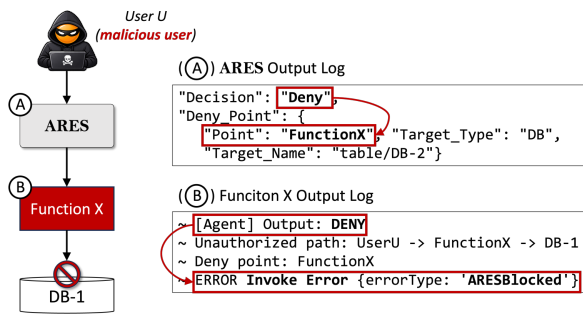 User U
(malicious user)
A
ARES
B
Function X
DB-1
((A)) ARES Output Log
"Decision": "Deny",
"Deny_Point": {
"Point": "FunctionX", "Target_Type": "DB",
"Target_Name": "table/DB-2"}
((B)) Funciton X Output Log
~ [Agent] Output: DENY
~ Unauthorized path: UserU -> FunctionX -> DB-1
~ Deny point: FunctionX
~ ERROR Invoke Error {errorType: 'ARESBlocked'}